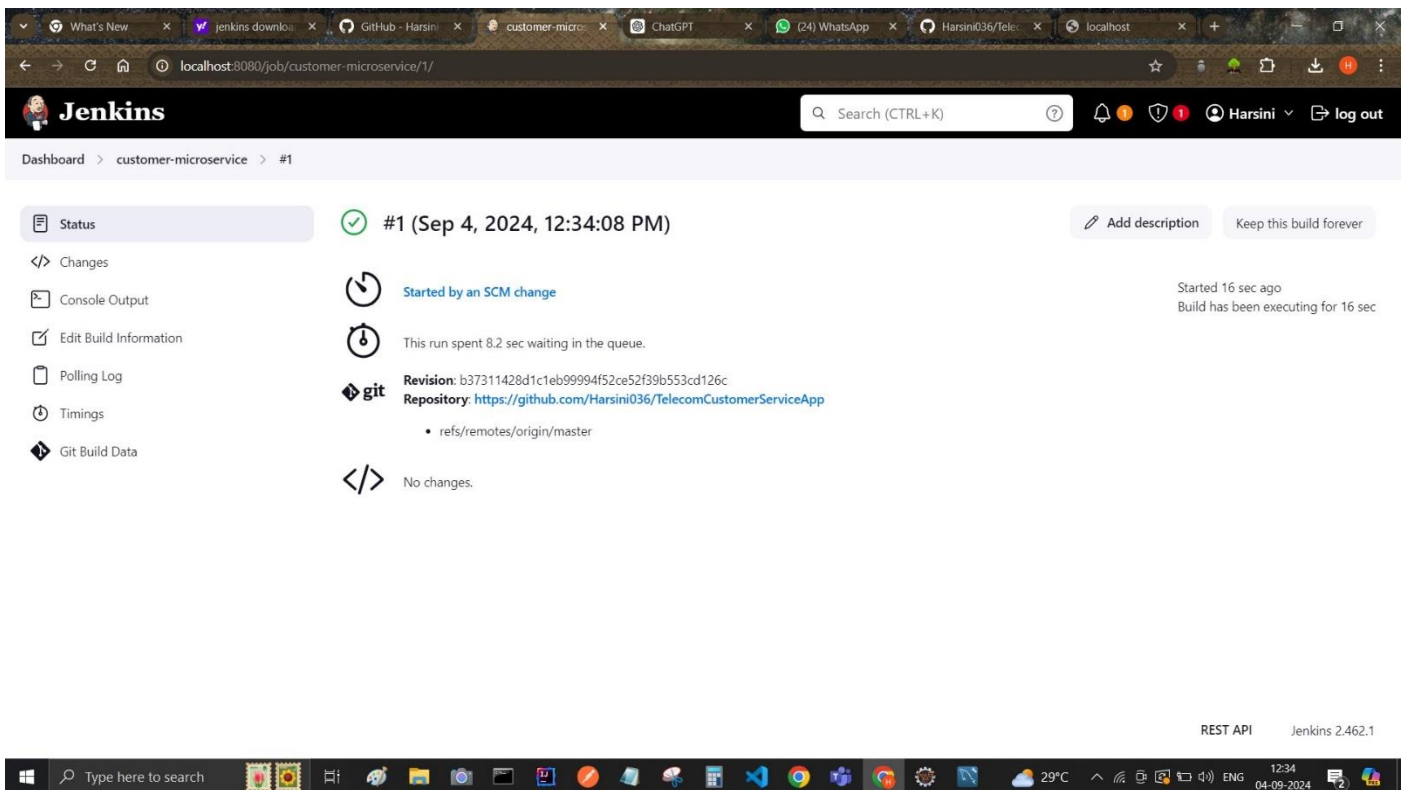 What's New
jenkins downloa
GitHub - Harsini
customer-micros
ChatGPT
(24) WhatsApp
Harsini036/Telec
localhost
localhost:8080/job/customer-microservice/1/
H
Jenkins
Search (CTRL+K)
1
1
Harsini
log out
Dashboard > customer-microservice > #1
Status
#1 (Sep 4, 2024, 12:34:08 PM)
Add description
Keep this build forever
Changes
Console Output
Started by an SCM change
Started 16 sec ago
Build has been executing for 16 sec
Edit Build Information
This run spent 8.2 sec waiting in the queue.
Polling Log
git
Revision: b37311428d1c1eb99994f52ce52f39b553cd126c
Repository: https://github.com/Harsini036/TelecomCustomerServiceApp
Timings
• refs/remotes/origin/master
Git Build Data
No changes.
REST API
Jenkins 2.462.1
Type here to search
29°C
ENG
12:34
04-09-2024
2